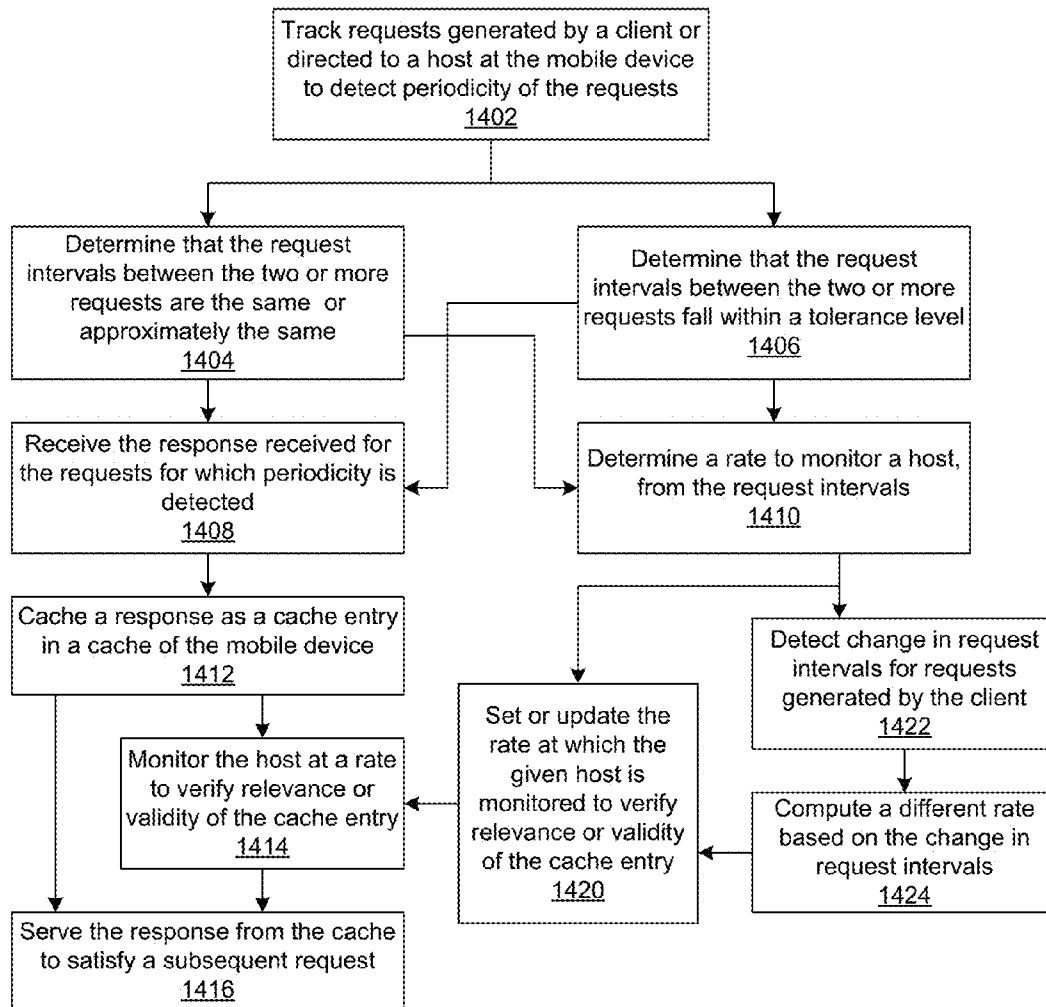 Track requests generated by a client or
directed to a host at the mobile device
to detect periodicity of the requests
1402
Determine that the request
intervals between the two or more
requests are the same or
approximately the same
1404
Determine that the request
intervals between the two or more
requests fall within a tolerance level
1406
Receive the response received for
the requests for which periodicity is
detected
1408
Determine a rate to monitor a host,
from the request intervals
1410
Cache a response as a cache entry
in a cache of the mobile device
1412
Detect change in request
intervals for requests
generated by the client
1422
Set or update the
rate at which the
given host is
monitored to verify
relevance or validity
of the cache entry
1420
Monitor the host at a rate
to verify relevance or
validity of the cache entry
1414
Compute a different rate
based on the change in
request intervals
1424
Serve the response from the cache
to satisfy a subsequent request
1416